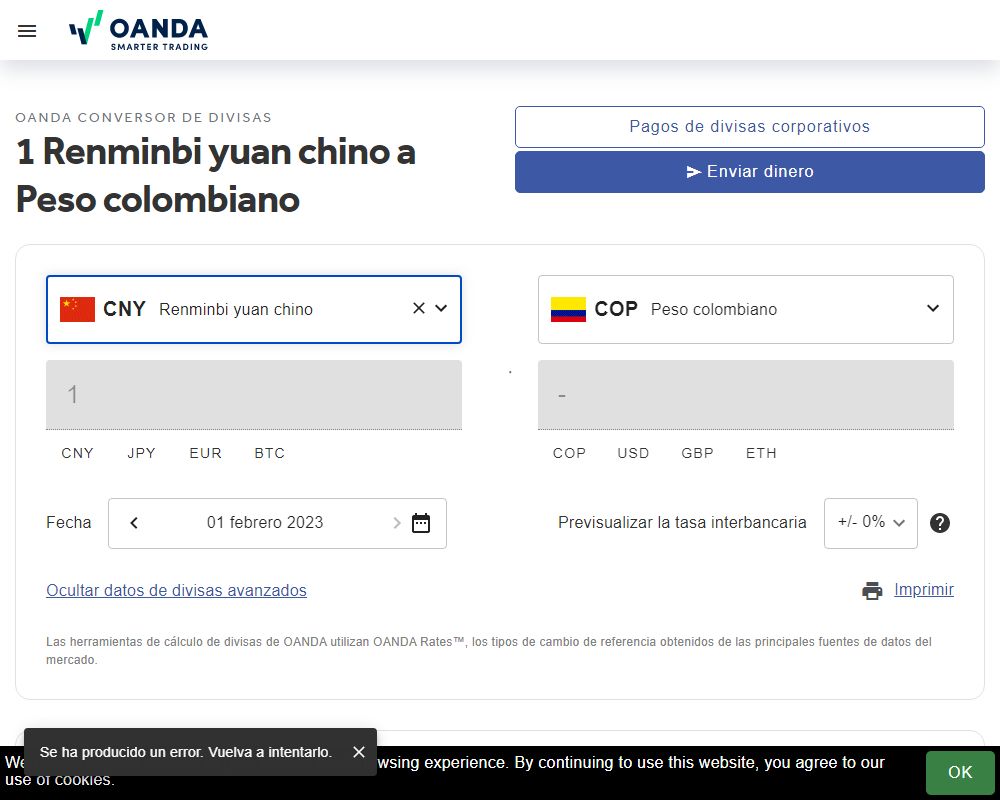 OANDA
SMARTER TRADING
OANDA CONVERSOR DE DIVISAS
1 Renminbi yuan chino a
Peso colombiano
Pagos de divisas corporativos
Enviar dinero
CNY Renminbi yuan chino
COP Peso colombiano
1
-
CNY JPY EUR BTC
COP USD GBP ETH
Fecha
01 febrero 2023
Previsualizar la tasa interbancaria
+/- 0%
?
Ocultar datos de divisas avanzados
Imprimir
Las herramientas de cálculo de divisas de OANDA utilizan OANDA Rates™, los tipos de cambio de referencia obtenidos de las principales fuentes de datos del
mercado.
Se ha producido un error. Vuelva a intentarlo.
We
wsing experience. By continuing to use this website, you agree to our
use of cookies.
OK